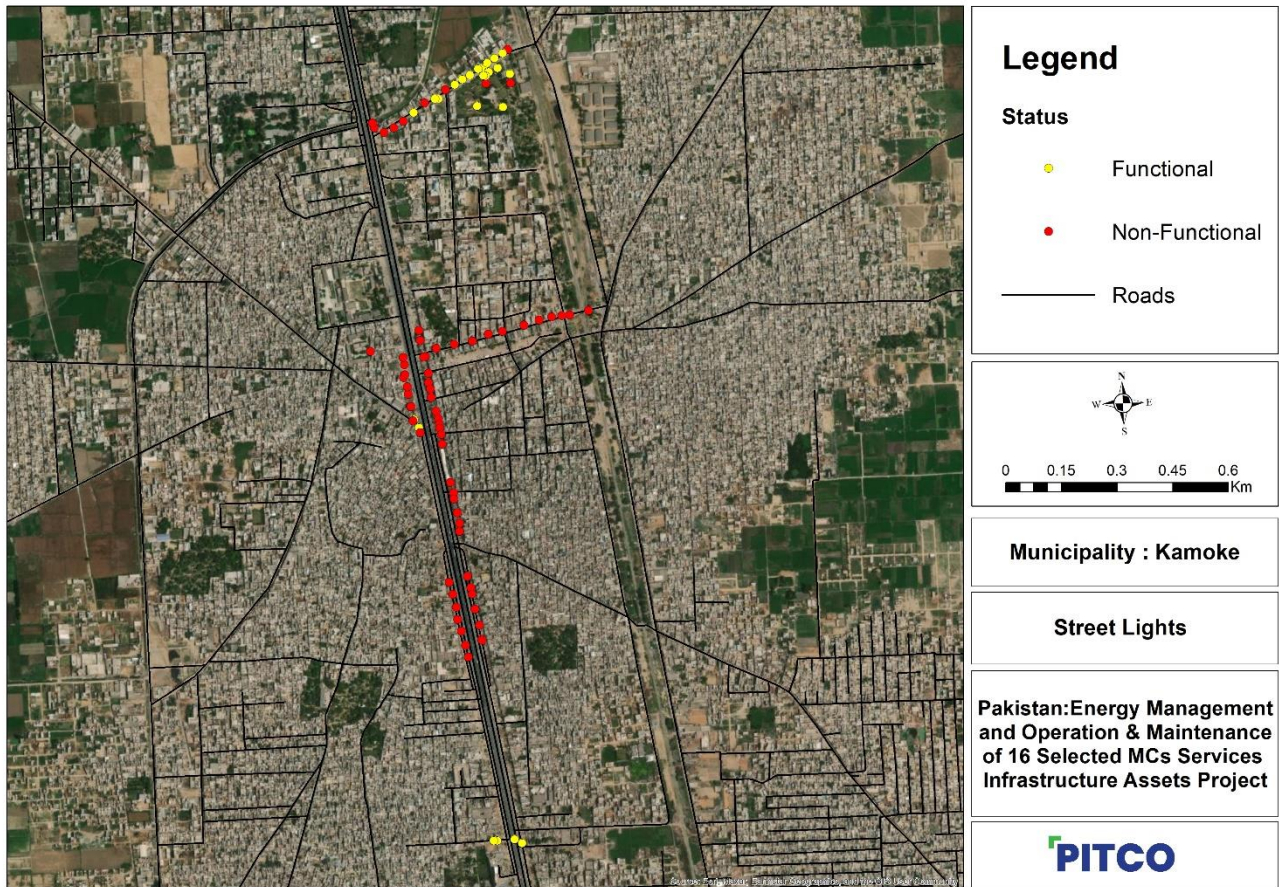 Legend
Status
Functional
Non-Functional
Roads
N
W E
S
0 0.15 0.3 0.45 0.6
Km
Municipality : Kamoke
Street Lights
Pakistan:Energy Management
and Operation & Maintenance
of 16 Selected MCs Services
Infrastructure Assets Project
PITCO